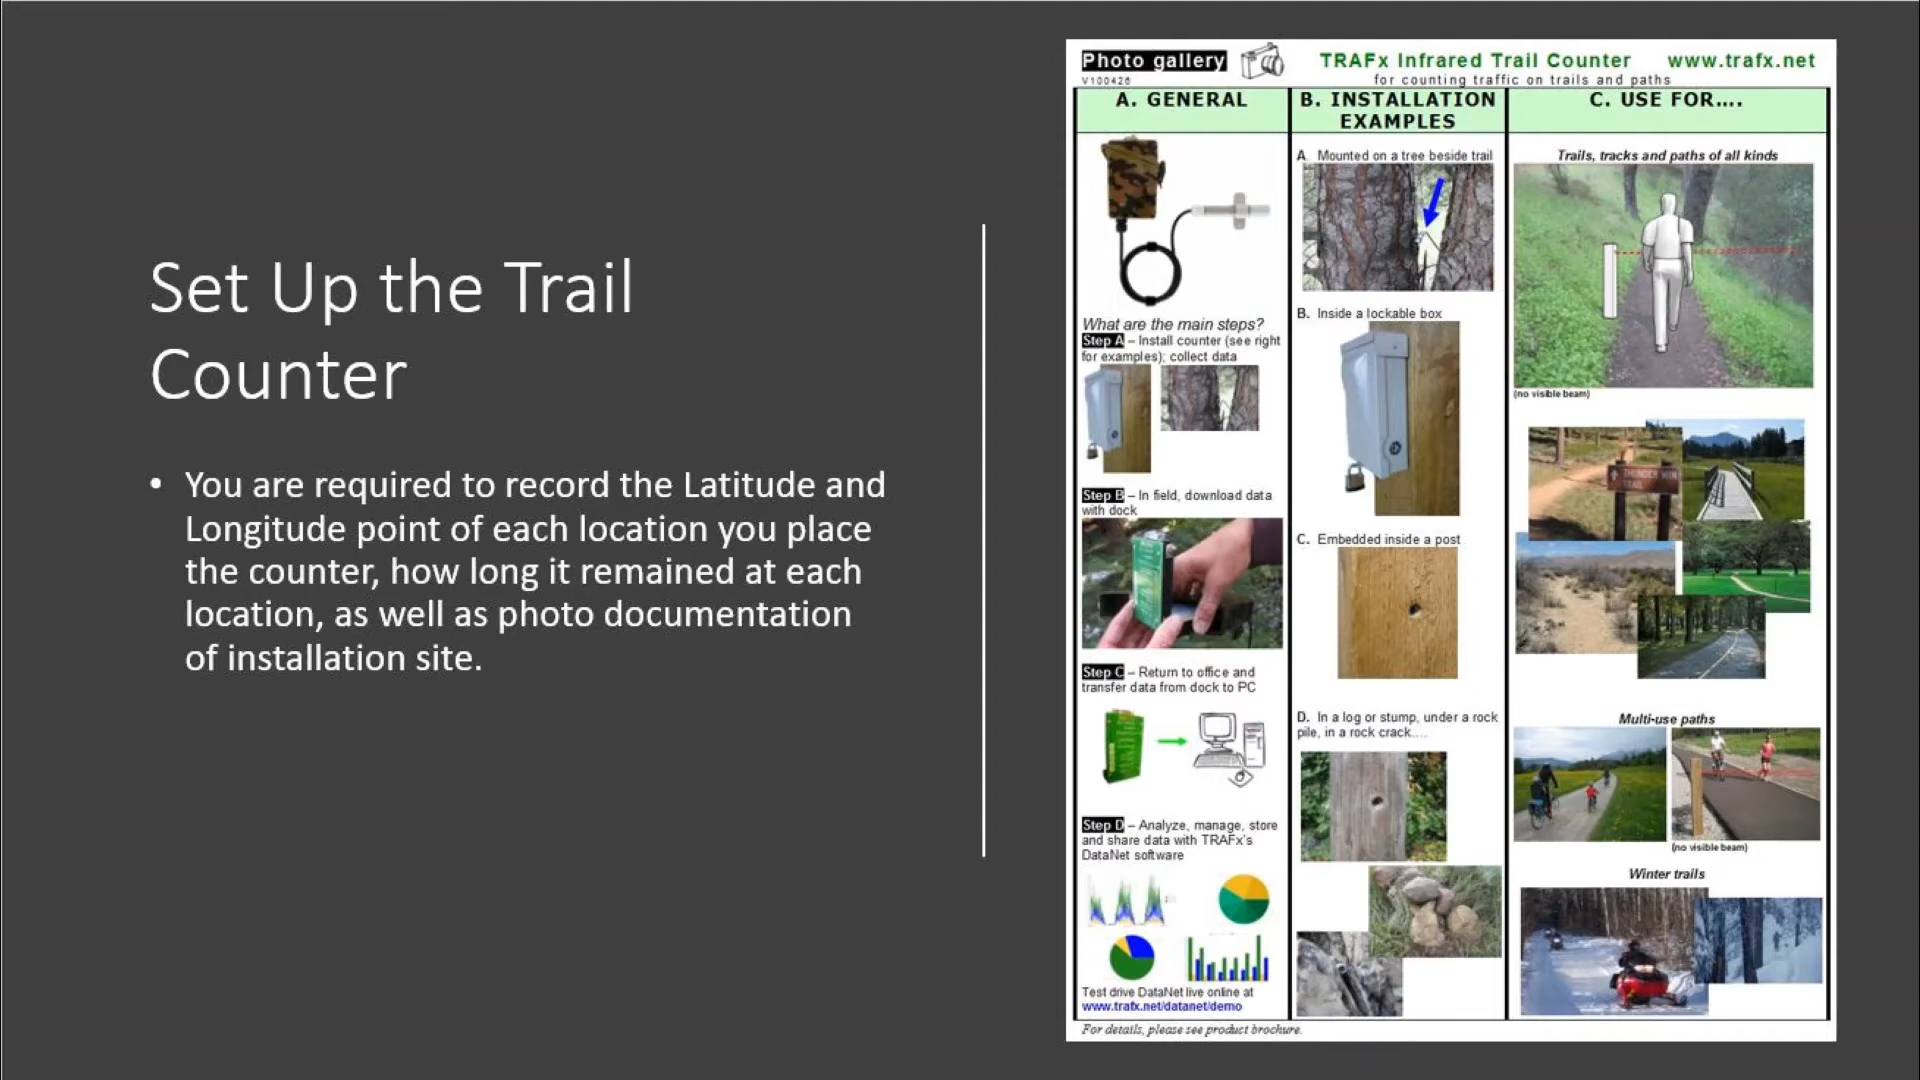 Set Up the Trail
Counter
• You are required to record the Latitude and
Longitude point of each location you place
the counter, how long it remained at each
location, as well as photo documentation
of installation site.
Photo gallery
V100426
TRAFx Infrared Trail Counter www.trafx.net
for counting traffic on trails and paths
A. GENERAL
What are the main steps?
Step A – Install counter (see right
for examples); collect data
Step B – In field, download data
with dock
Step C – Return to office and
transfer data from dock to PC
Step D – Analyze, manage, store
and share data with TRAFx's
DataNet software
Test drive DataNet live online at
www.trafx.net/datanet/demo
B. INSTALLATION
EXAMPLES
A. Mounted on a tree beside trail
B. Inside a lockable box
C. Embedded inside a post
D. In a log or stump, under a rock
pile, in a rock crack....
C. USE FOR....
Trails, tracks and paths of all kinds
(no visible beam)
Multi-use paths
(no visible beam)
Winter trails
For details, please see product brochure.